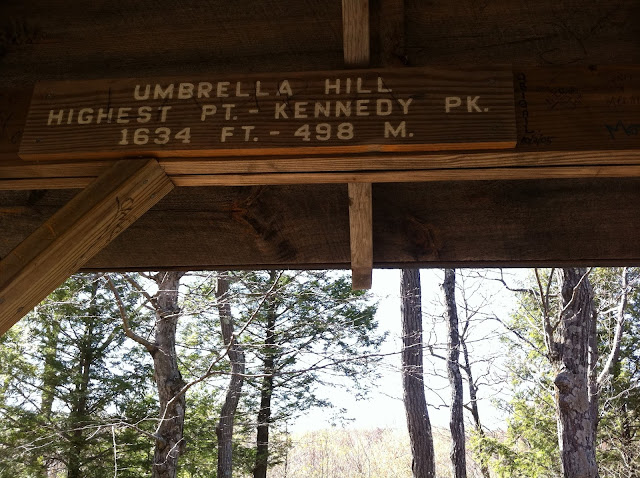 UMBRELLA HILL
HIGHEST PT. - KENNEDY PK.
1634 FT. - 498 M.